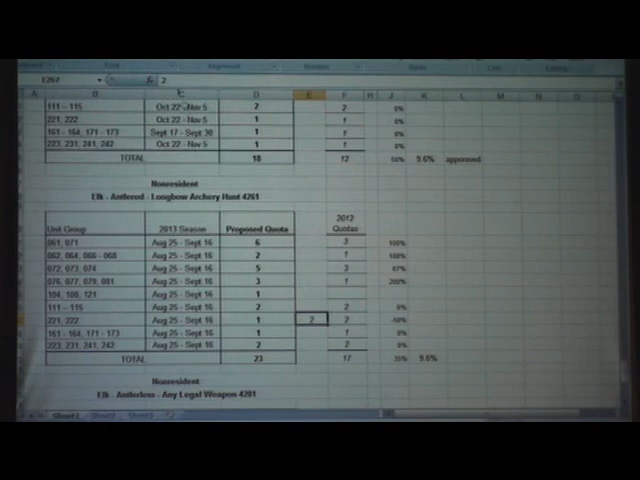 E267 fx 2
A B C D E F H J K L M N
111 – 115 Oct 22 - Nov 5 2 2 0%
221, 222 Oct 22 - Nov 5 1 1 0%
161 - 164, 171 - 173 Sept 17 - Sept 30 1 1 0%
223, 231, 241, 242 Oct 22 - Nov 5 1 1 0%
TOTAL 18 12 50% 9.6% apporoved
Nonresident
Elk - Antlered - Longbow Archery Hunt 4261
2012
Unit Group 2013 Season Proposed Quota Quotas
061, 071 Aug 25 - Sept 16 6 3 100%
062, 064, 066 - 068 Aug 25 - Sept 16 2 1 100%
072, 073, 074 Aug 25 - Sept 16 5 3 67%
076, 077, 079, 081 Aug 25 - Sept 16 3 1 200%
104, 108, 121 Aug 25 - Sept 16 1
111 – 115 Aug 25 - Sept 16 2 2 0%
221, 222 Aug 25 - Sept 16 1 2 2 -50%
161 - 164, 171 - 173 Aug 25 - Sept 16 1 1 0%
223, 231, 241, 242 Aug 25 - Sept 16 2 2 0%
TOTAL 23 17 35% 9.6%
Nonresident
Elk - Antlerless - Any Legal Weapon 4281
Sheet1 Sheet2 Sheet3